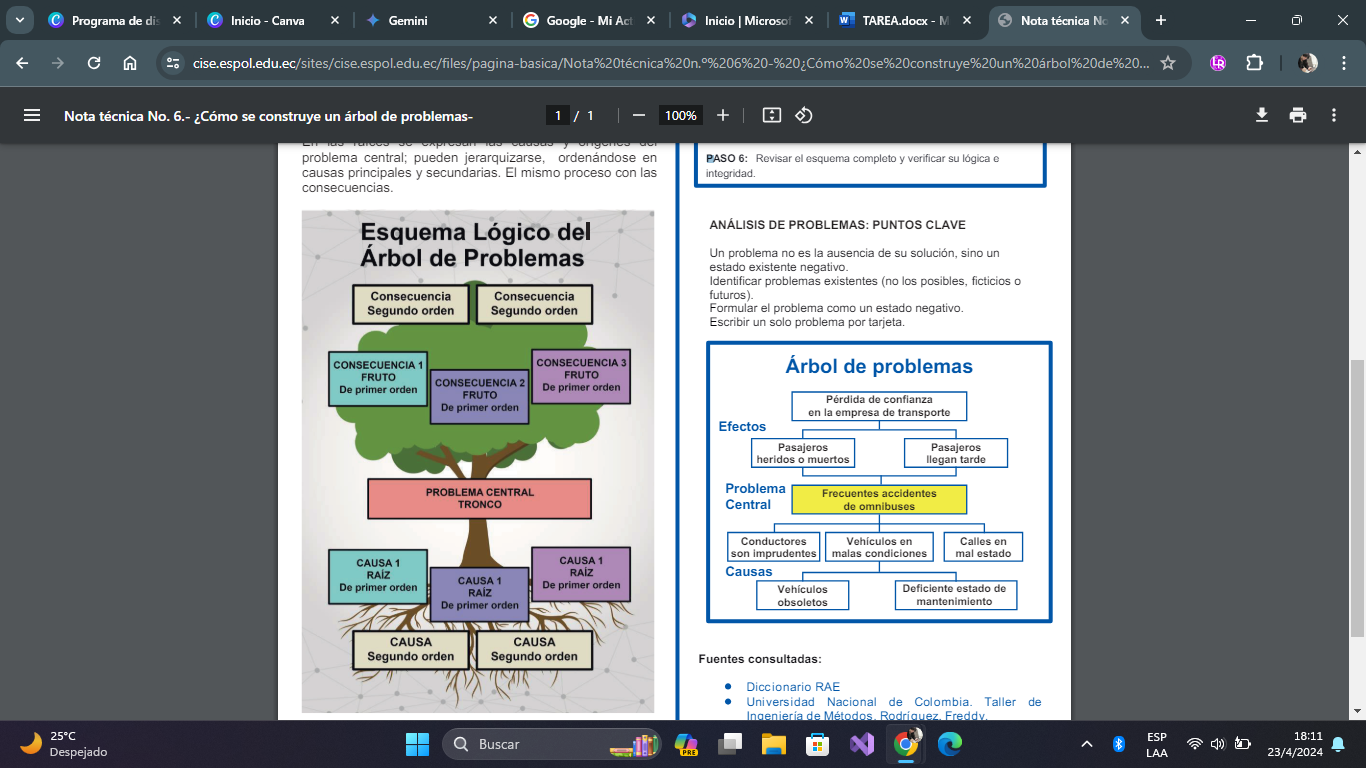 Programa de dis
Inicio - Canva
Gemini
Google - Mi Act
Inicio | Microsof
TAREA.docx - M
Nota técnica No
cise.espol.edu.ec/sites/cise.espol.edu.ec/files/pagina-basica/Nota%20técnica%20n.º%206%20-%20¿Cómo%20se%20construye%20un%20árbol%20de%20...
Nota técnica No. 6.- ¿Cómo se construye un árbol de problemas-
1 / 1
100%
En las raíces se expresan las causas y orígenes del
problema central; pueden jerarquizarse, ordenándose en
causas principales y secundarias. El mismo proceso con las
consecuencias.
Esquema Lógico del
Árbol de Problemas
Consecuencia
Segundo orden
Consecuencia
Segundo orden
CONSECUENCIA 1
FRUTO
De primer orden
CONSECUENCIA 2
FRUTO
De primer orden
CONSECUENCIA 3
FRUTO
De primer orden
PROBLEMA CENTRAL
TRONCO
CAUSA 1
RAÍZ
De primer orden
CAUSA 1
RAÍZ
De primer orden
CAUSA 1
RAÍZ
De primer orden
CAUSA
Segundo orden
CAUSA
Segundo orden
PASO 6: Revisar el esquema completo y verificar su lógica e
integridad.
ANÁLISIS DE PROBLEMAS: PUNTOS CLAVE
Un problema no es la ausencia de su solución, sino un
estado existente negativo.
Identificar problemas existentes (no los posibles, ficticios o
futuros).
Formular el problema como un estado negativo.
Escribir un solo problema por tarjeta.
Árbol de problemas
Pérdida de confianza
en la empresa de transporte
Efectos
Pasajeros
heridos o muertos
Pasajeros
llegan tarde
Problema
Central
Frecuentes accidentes
de omnibuses
Conductores
son imprudentes
Vehículos en
malas condiciones
Calles en
mal estado
Causas
Vehículos
obsoletos
Deficiente estado de
mantenimiento
Fuentes consultadas:
Diccionario RAE
Universidad Nacional de Colombia. Taller de
Ingeniería de Métodos. Rodríguez, Freddy.
25°C
Despejado
Buscar
PRE
ESP
LAA
18:11
23/4/2024